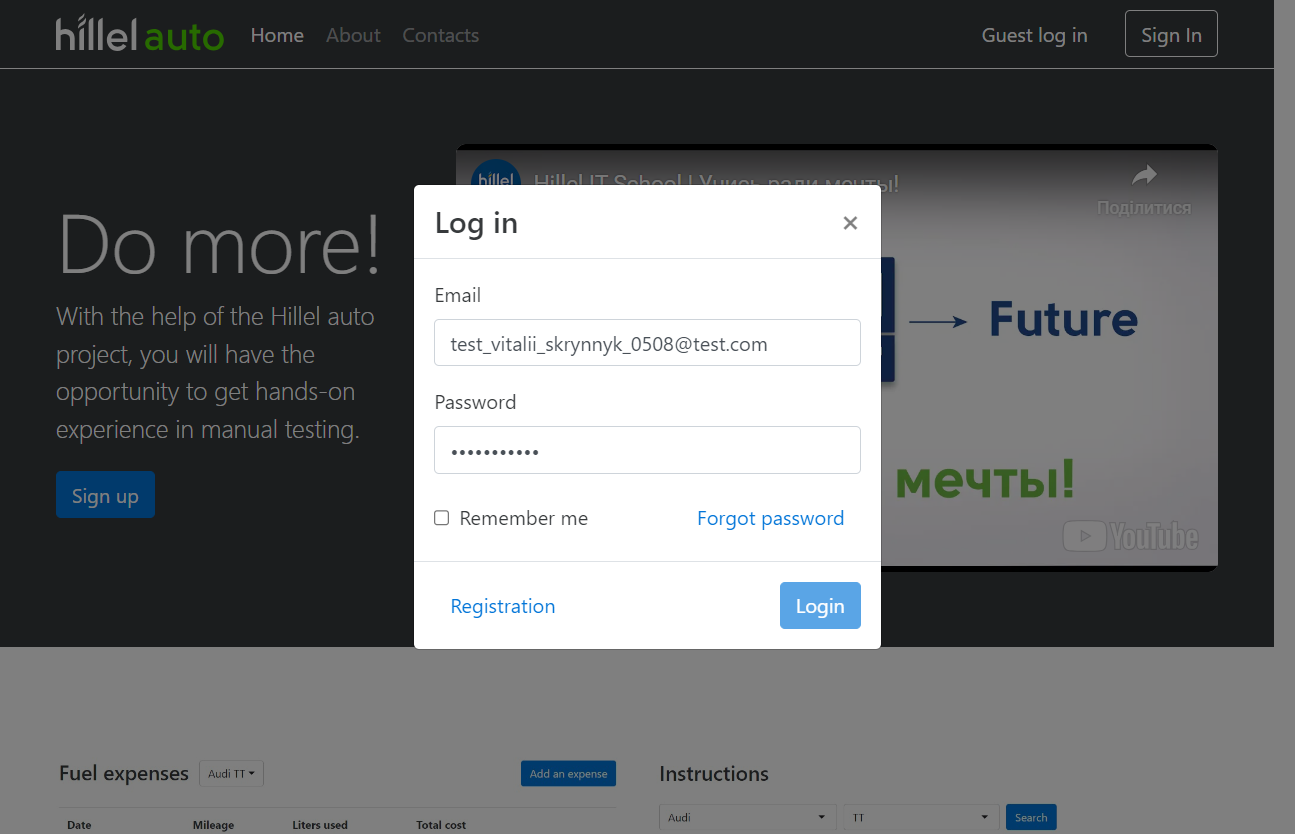 hillel auto Home About Contacts Guest log in Sign In
hillel Hillel IT School | Учись ради мечты!
Поділитися
Do more!
With the help of the Hillel auto
project, you will have the
opportunity to get hands-on
experience in manual testing.
Sign up
Log in ×
Email
test_vitalii_skrynnyk_0508@test.com
Password
•••••••••••
Remember me Forgot password
Registration Login
Future
мечты!
YouTube
Fuel expenses Audi TT Add an expense
Date Mileage Liters used Total cost
Instructions
Audi TT Search